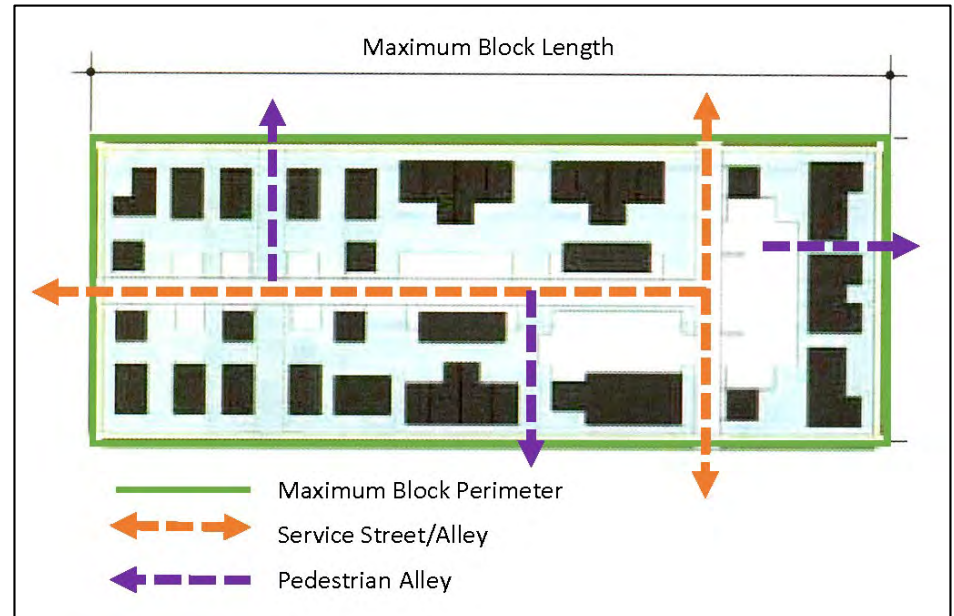 Maximum Block Length
Maximum Block Perimeter
Service Street/Alley
Pedestrian Alley